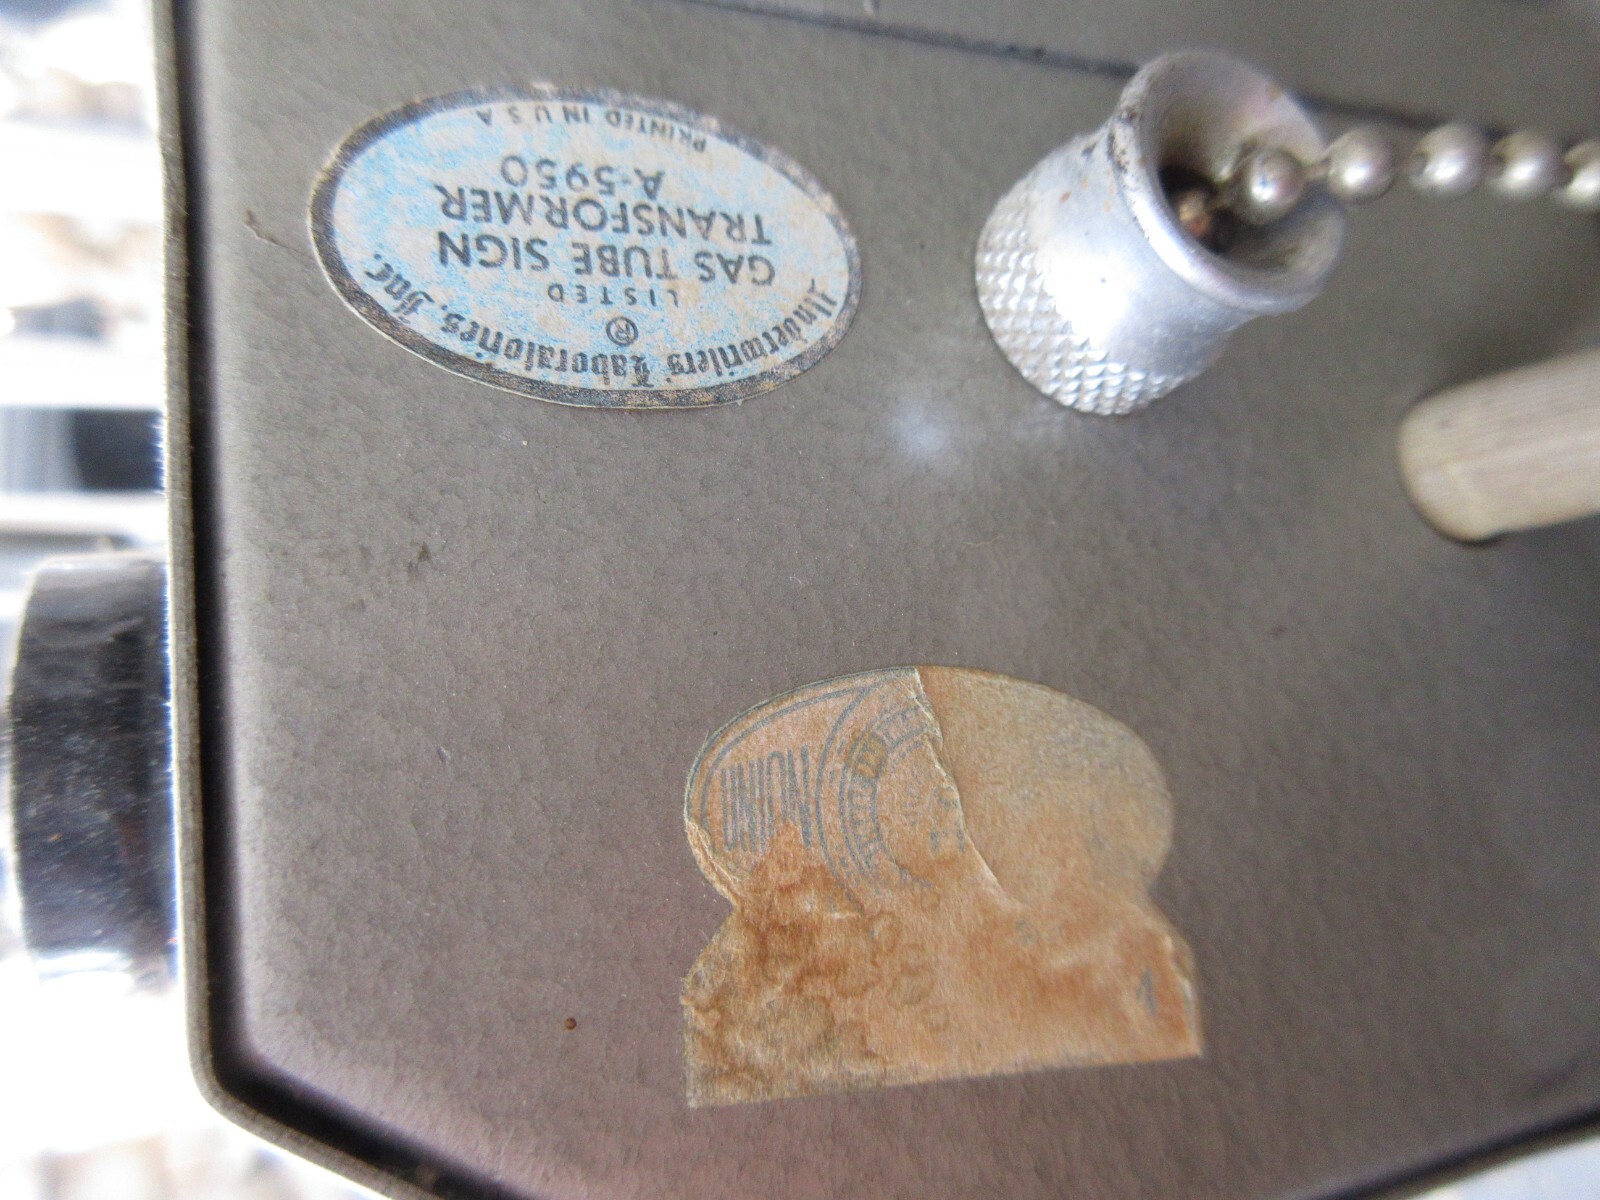 Underwriters' Laboratories, Inc.
®
LISTED
GAS TUBE SIGN
TRANSFORMER
A-5950
PRINTED IN U S A
UNION